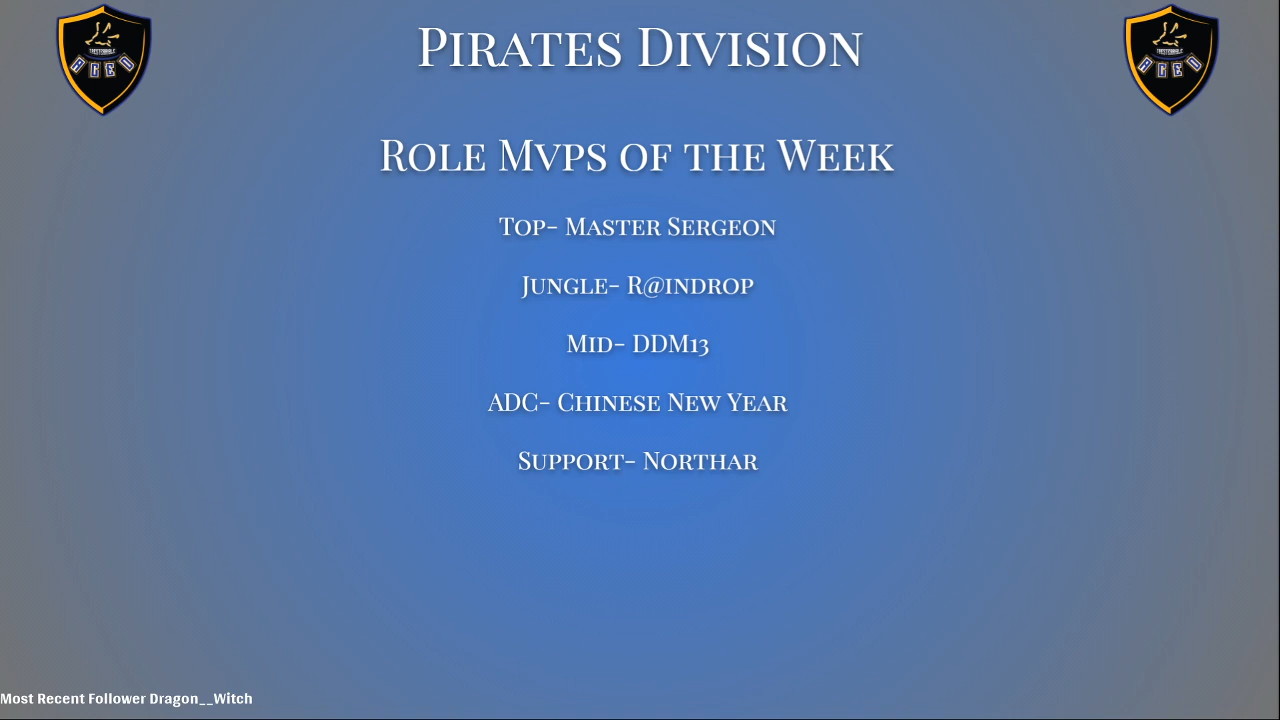 Pirates Division
Role Mvps of the Week
Top- Master Sergeon
Jungle- R@indrop
Mid- DDM13
ADC- Chinese New Year
Support- Northar
Most Recent Follower Dragon__Witch